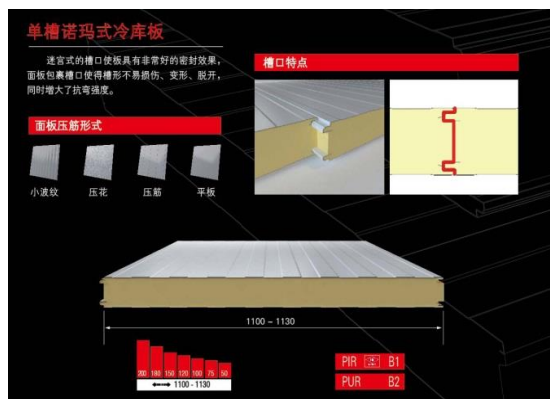 单槽诺玛式冷库板
迷宫式的槽口使板具有非常好的密封效果，
面板包裹槽口使得槽形不易损伤、变形、脱开，
同时增大了抗弯强度。
槽口特点
面板压筋形式
小波纹 压花 压筋 平板
1100 ~ 1130
200 180 150 120 100 75 50
1100 - 1130
PIR B1
PUR B2